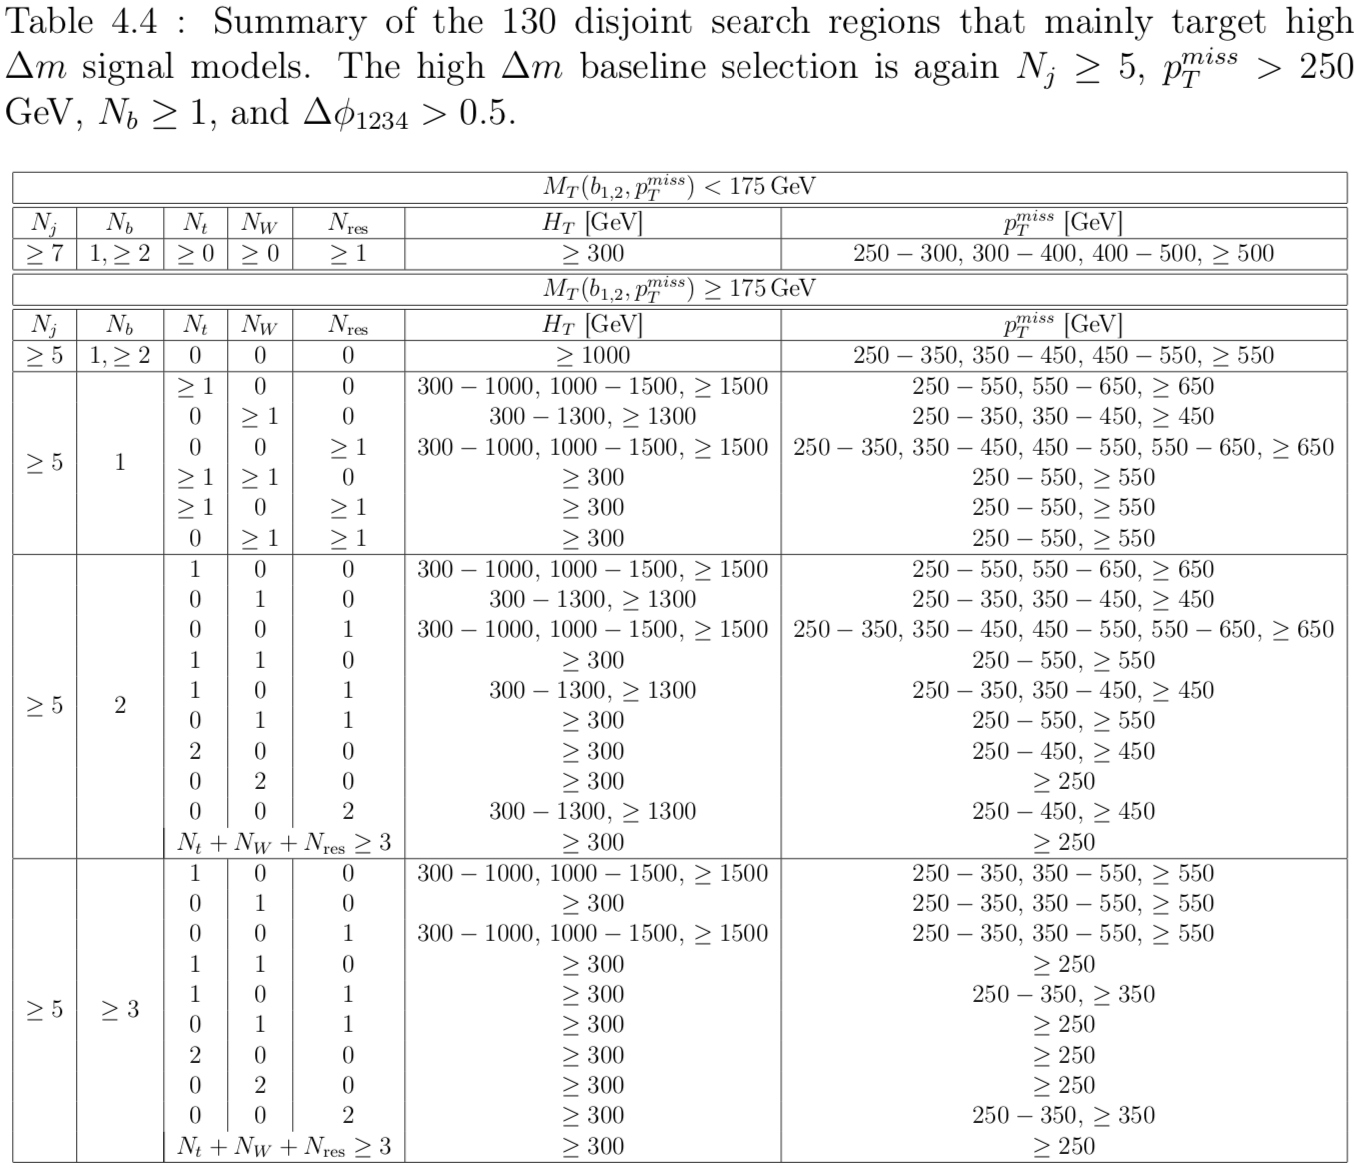 Table 4.4 : Summary of the 130 disjoint search regions that mainly target high
Δm signal models. The high Δm baseline selection is again N_j ≥ 5, p_T^{miss} > 250
GeV, N_b ≥ 1, and Δϕ_{1234} > 0.5.
M_T(b_{1,2}, p_T^{miss}) < 175 GeV
N_j N_b N_t N_W N_res H_T [GeV] p_T^{miss} [GeV]
≥ 7 1, ≥ 2 ≥ 0 ≥ 0 ≥ 1 ≥ 300 250 − 300, 300 − 400, 400 − 500, ≥ 500
M_T(b_{1,2}, p_T^{miss}) ≥ 175 GeV
N_j N_b N_t N_W N_res H_T [GeV] p_T^{miss} [GeV]
≥ 5 1, ≥ 2 0 0 0 ≥ 1000 250 − 350, 350 − 450, 450 − 550, ≥ 550
≥ 1 0 0 300 − 1000, 1000 − 1500, ≥ 1500 250 − 550, 550 − 650, ≥ 650
0 ≥ 1 0 300 − 1300, ≥ 1300 250 − 350, 350 − 450, ≥ 450
0 0 ≥ 1 300 − 1000, 1000 − 1500, ≥ 1500 250 − 350, 350 − 450, 450 − 550, 550 − 650, ≥ 650
≥ 5 1
≥ 1 ≥ 1 0 ≥ 300 250 − 550, ≥ 550
≥ 1 0 ≥ 1 ≥ 300 250 − 550, ≥ 550
0 ≥ 1 ≥ 1 ≥ 300 250 − 550, ≥ 550
1 0 0 300 − 1000, 1000 − 1500, ≥ 1500 250 − 550, 550 − 650, ≥ 650
0 1 0 300 − 1300, ≥ 1300 250 − 350, 350 − 450, ≥ 450
0 0 1 300 − 1000, 1000 − 1500, ≥ 1500 250 − 350, 350 − 450, 450 − 550, 550 − 650, ≥ 650
1 1 0 ≥ 300 250 − 550, ≥ 550
1 0 1 300 − 1300, ≥ 1300 250 − 350, 350 − 450, ≥ 450
≥ 5 2
0 1 1 ≥ 300 250 − 550, ≥ 550
2 0 0 ≥ 300 250 − 450, ≥ 450
0 2 0 ≥ 300 ≥ 250
0 0 2 300 − 1300, ≥ 1300 250 − 450, ≥ 450
N_t + N_W + N_res ≥ 3 ≥ 300 ≥ 250
1 0 0 300 − 1000, 1000 − 1500, ≥ 1500 250 − 350, 350 − 550, ≥ 550
0 1 0 ≥ 300 250 − 350, 350 − 550, ≥ 550
0 0 1 300 − 1000, 1000 − 1500, ≥ 1500 250 − 350, 350 − 550, ≥ 550
1 1 0 ≥ 300 ≥ 250
1 0 1 ≥ 300 250 − 350, ≥ 350
≥ 5 ≥ 3
0 1 1 ≥ 300 ≥ 250
2 0 0 ≥ 300 ≥ 250
0 2 0 ≥ 300 ≥ 250
0 0 2 ≥ 300 250 − 350, ≥ 350
N_t + N_W + N_res ≥ 3 ≥ 300 ≥ 250